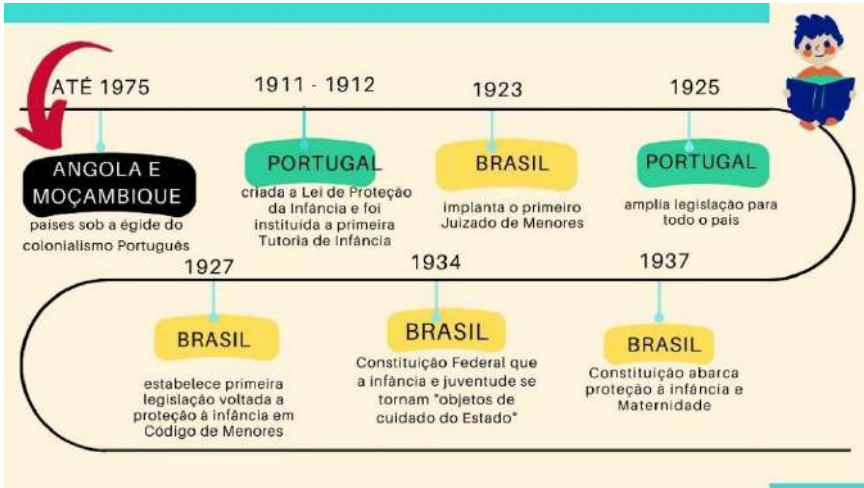 ATÉ 1975
ANGOLA E
MOÇAMBIQUE
países sob a égide do
colonialismo Português
1911 - 1912
PORTUGAL
criada a Lei de Proteção
da Infância e foi
instituída a primeira
Tutoria de Infância
1923
BRASIL
implanta o primeiro
Juizado de Menores
1925
PORTUGAL
amplia legislação para
todo o país
1927
BRASIL
estabelece primeira
legislação voltada a
proteção à infância em
Código de Menores
1934
BRASIL
Constituição Federal que
a infância e juventude se
tornam "objetos de
cuidado do Estado"
1937
BRASIL
Constituição abarca
proteção à infância e
Maternidade